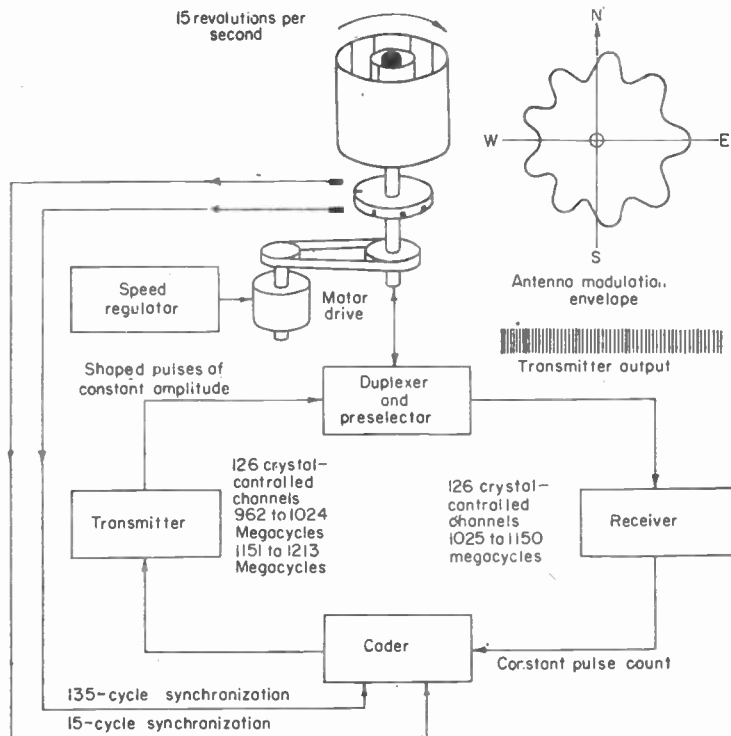 15 revolutions per
second
N
W
E
S
Antenna modulation
envelope
Speed
regulator
Motor
drive
Transmitter output
Shaped pulses of
constant amplitude
Duplexer
and
preselector
126 crystal-
controlled
channels
962 to 1024
Megacycles
1151 to 1213
Megacycles
Transmitter
126 crystal-
controlled
channels
1025 to 1150
megacycles
Receiver
Coder
Constant pulse count
135-cycle synchronization
15-cycle synchronization